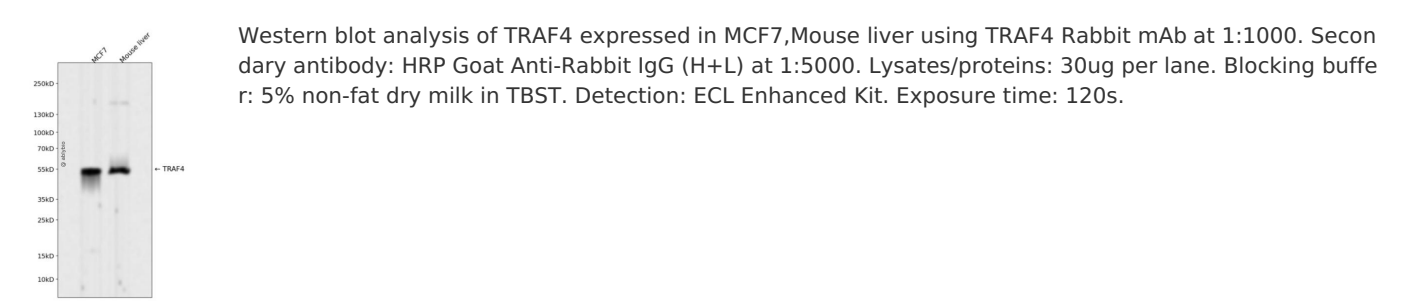 MCF7
Mouse liver
250kD
130kD
100kD
70kD
55kD
35kD
25kD
15kD
10kD
← TRAF4
Western blot analysis of TRAF4 expressed in MCF7,Mouse liver using TRAF4 Rabbit mAb at 1:1000. Secon
dary antibody: HRP Goat Anti-Rabbit IgG (H+L) at 1:5000. Lysates/proteins: 30ug per lane. Blocking buffe
r: 5% non-fat dry milk in TBST. Detection: ECL Enhanced Kit. Exposure time: 120s.